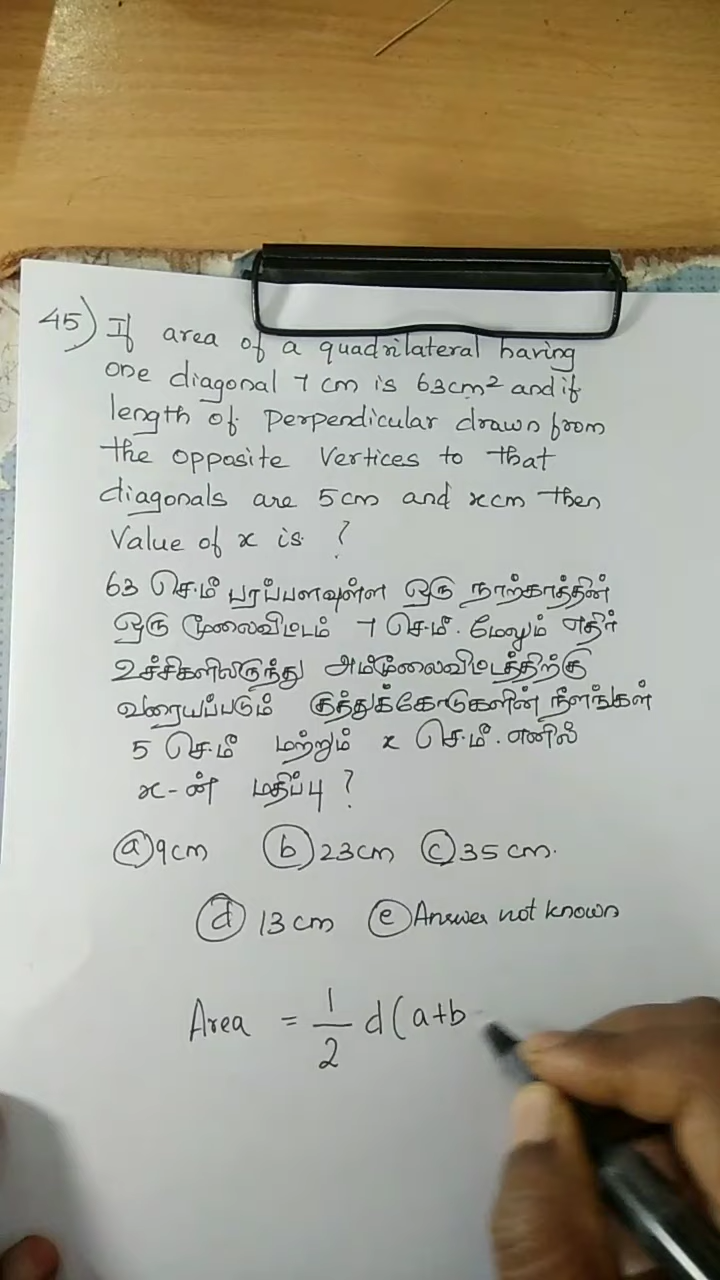 45) If area of a quadrilateral having
one diagonal 7 cm is 63cm² and if
length of perpendicular drawn from
the opposite vertices to that
diagonals are 5cm and xcm then
Value of x is ?
63 செ.மீ பரப்பளவுள்ள ஒரு நாற்காத்தின்
ஒரு மூலைவிட்டம் 7 செ.மீ. மேலும் எதிர்
உச்சிகளிலிருந்து அம்மூலைவிட்டத்திற்கு
வரையப்படும் குத்துக்கோடுகளின் நீளங்கள்
5 செ.மீ மற்றும் x செ.மீ. எனில்
x-ன் மதிப்பு ?
ⓐ 9cm ⓑ 23cm ⓒ 35 cm.
ⓓ 13 cm ⓔ Answer not known
Area = 1/2 d(a+b